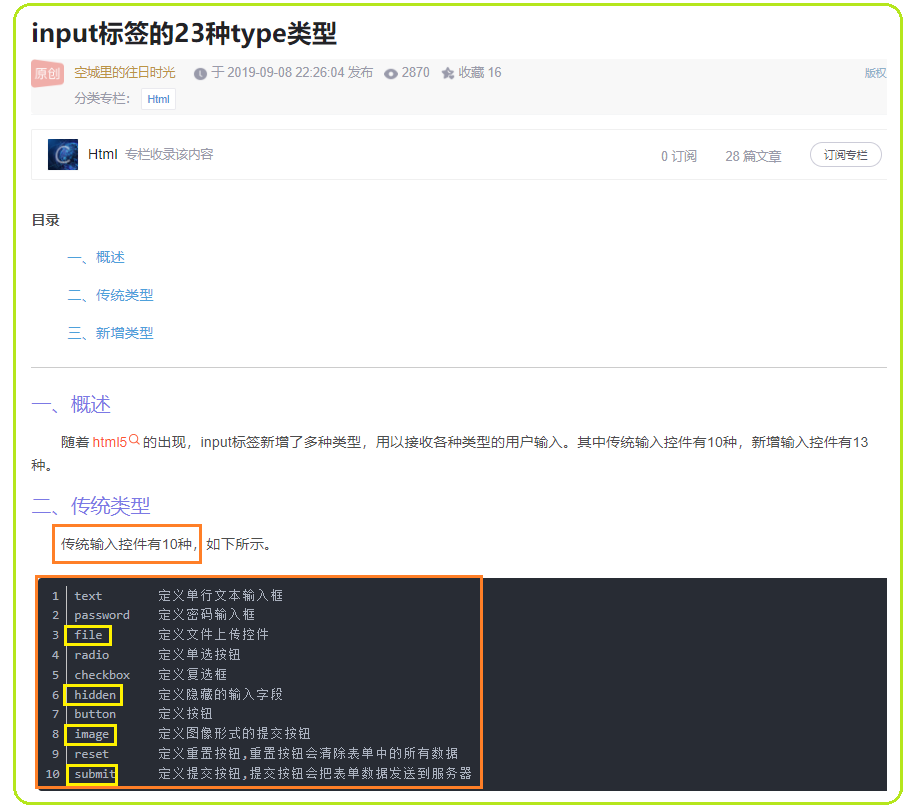 input标签的23种type类型
原创 空城里的往日时光 于 2019-09-08 22:26:04 发布 2870 收藏 16 版权
分类专栏： Html
Html 专栏收录该内容 0 订阅 28 篇文章 订阅专栏
目录
一、概述
二、传统类型
三、新增类型
一、概述
随着 html5 的出现，input标签新增了多种类型，用以接收各种类型的用户输入。其中传统输入控件有10种，新增输入控件有13
种。
二、传统类型
传统输入控件有10种，如下所示。
1 text 定义单行文本输入框
2 password 定义密码输入框
3 file 定义文件上传控件
4 radio 定义单选按钮
5 checkbox 定义复选框
6 hidden 定义隐藏的输入字段
7 button 定义按钮
8 image 定义图像形式的提交按钮
9 reset 定义重置按钮,重置按钮会清除表单中的所有数据
10 submit 定义提交按钮,提交按钮会把表单数据发送到服务器